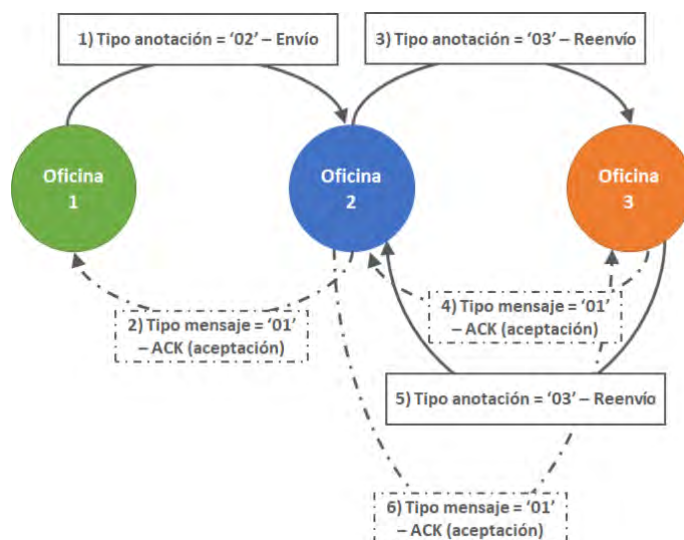 1) Tipo anotación = ‘02’ – Envío
3) Tipo anotación = ‘03’ – Reenvío
Oficina
1
Oficina
2
Oficina
3
2) Tipo mensaje = ‘01’
– ACK (aceptación)
4) Tipo mensaje = ‘01’
– ACK (aceptación)
5) Tipo anotación = ‘03’ – Reenvío
6) Tipo mensaje = ‘01’
– ACK (aceptación)